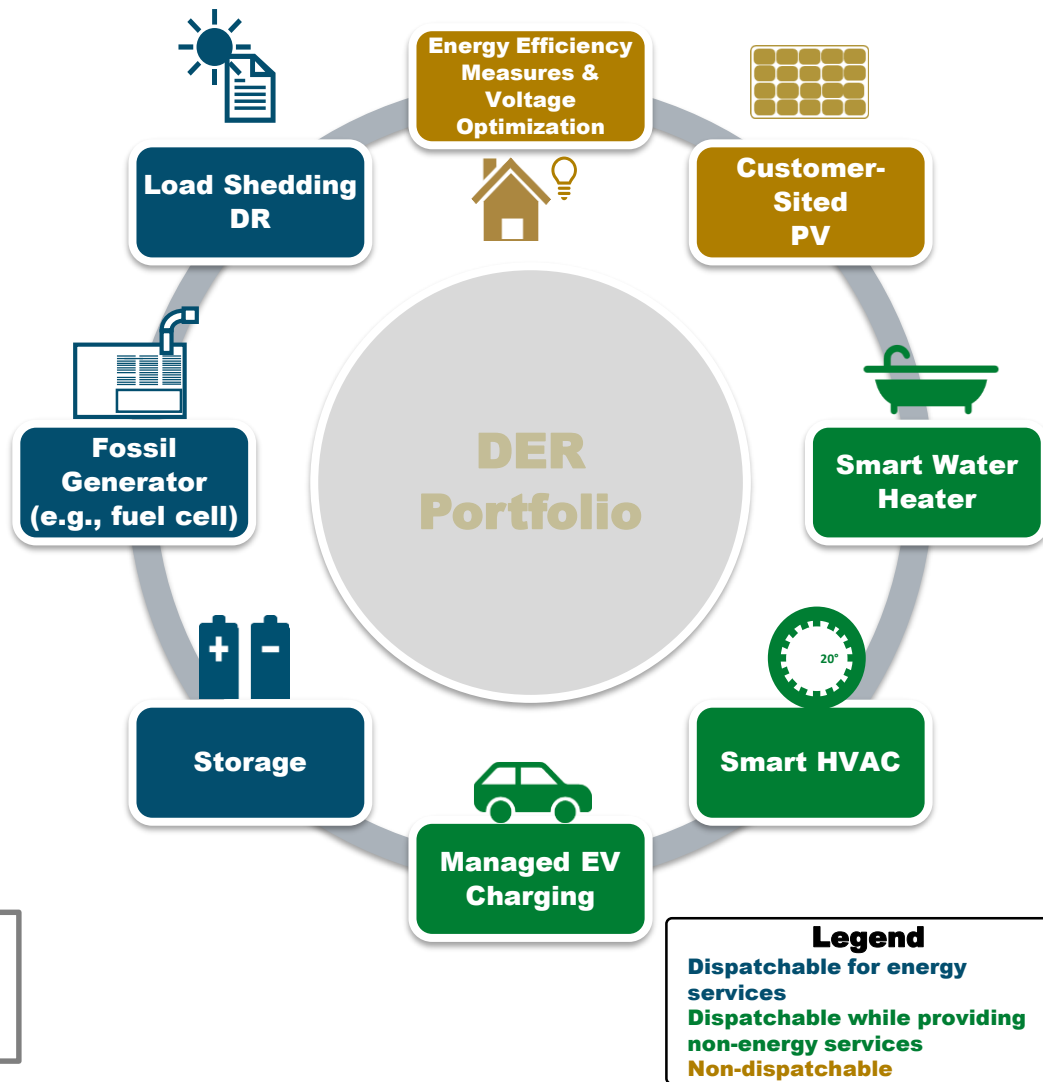 Energy Efficiency
Measures &
Voltage
Optimization
Customer-
Sited
PV
Load Shedding
DR
Fossil
Generator
(e.g., fuel cell)
DER
Portfolio
Smart Water
Heater
+
-
20°
Storage
Smart HVAC
Managed EV
Charging
Legend
Dispatchable for energy
services
Dispatchable while providing
non-energy services
Non-dispatchable